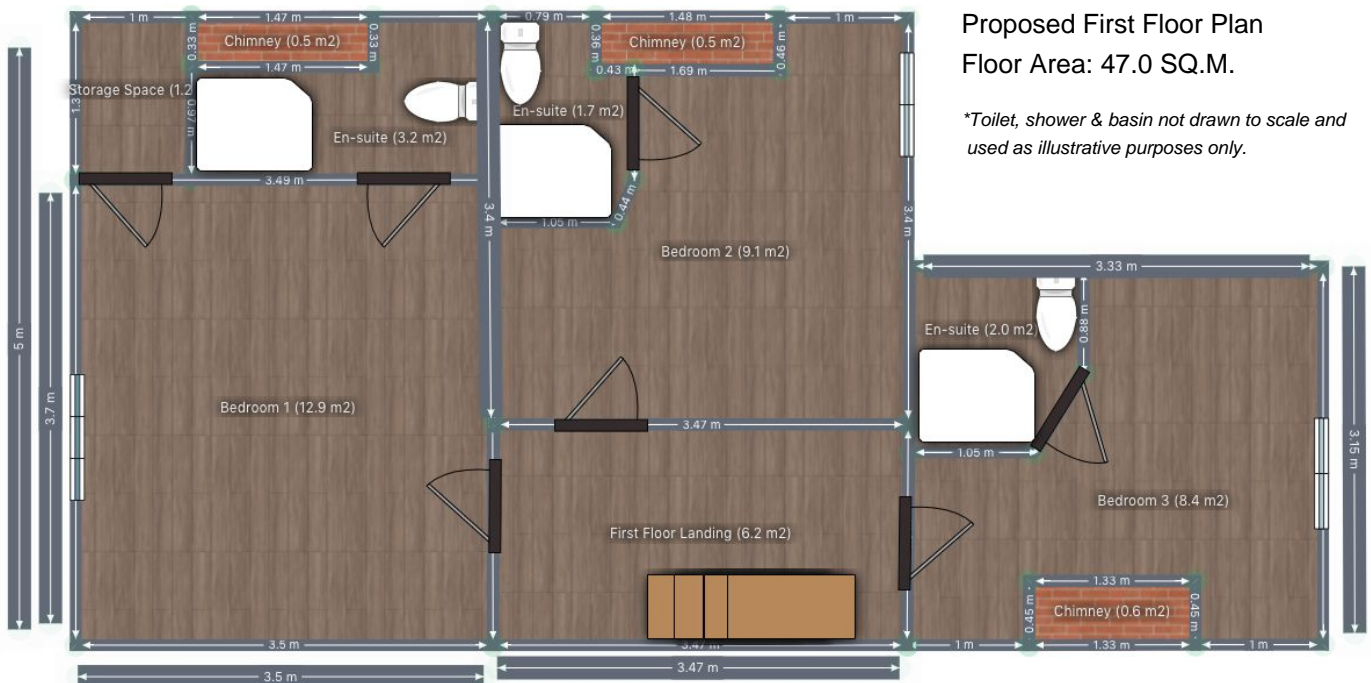 Proposed First Floor Plan
Floor Area: 47.0 SQ.M.
*Toilet, shower & basin not drawn to scale and
used as illustrative purposes only.
1 m
1.47 m
0.79 m
1.48 m
1 m
0.33 m
Chimney (0.5 m2)
0.33 m
0.36 m
Chimney (0.5 m2)
0.46 m
1.47 m
0.43 m
1.69 m
Storage Space (1.2
1.3
0.97 m
En-suite (3.2 m2)
En-suite (1.7 m2)
3.49 m
0.44 m
1.05 m
3.4 m
3.4 m
Bedroom 2 (9.1 m2)
3.33 m
5 m
3.7 m
En-suite (2.0 m2)
0.88 m
Bedroom 1 (12.9 m2)
3.47 m
3.15 m
1.05 m
Bedroom 3 (8.4 m2)
First Floor Landing (6.2 m2)
1.33 m
0.45 m
Chimney (0.6 m2)
0.45 m
3.5 m
3.47 m
1 m
1.33 m
1 m
3.5 m
3.47 m